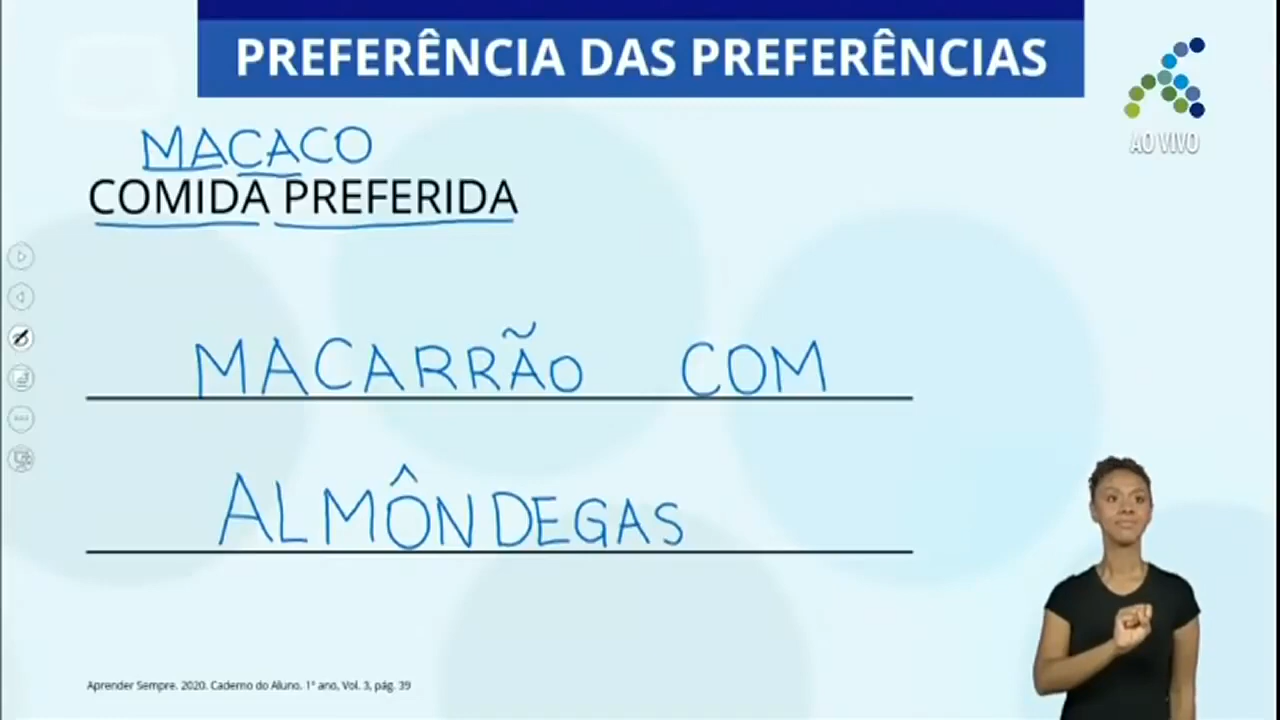 PREFERÊNCIA DAS PREFERÊNCIAS
AO VIVO
MACACO
COMIDA PREFERIDA
MACARRÃO COM
ALMÔNDEGAS
Aprender Sempre. 2020. Caderno do Aluno. 1º ano, Vol. 3, pág. 39